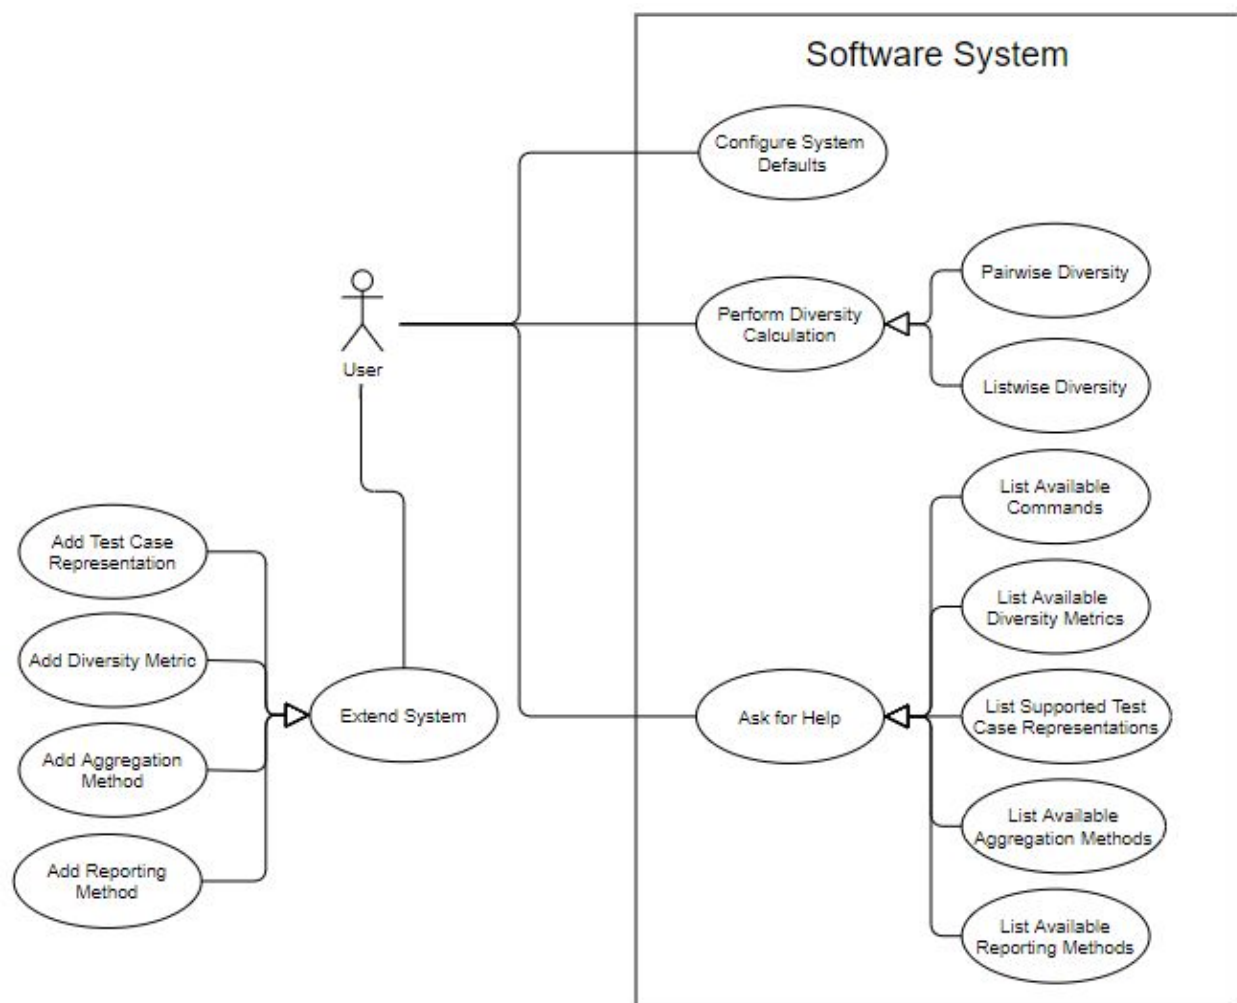 Software System
Configure System
Defaults
Pairwise Diversity
Perform Diversity
Calculation
Listwise Diversity
User
List Available
Commands
Add Test Case
Representation
List Available
Diversity Metrics
Add Diversity Metric
Extend System
Ask for Help
List Supported Test
Case Representations
Add Aggregation
Method
List Available
Aggregation Methods
Add Reporting
Method
List Available
Reporting Methods